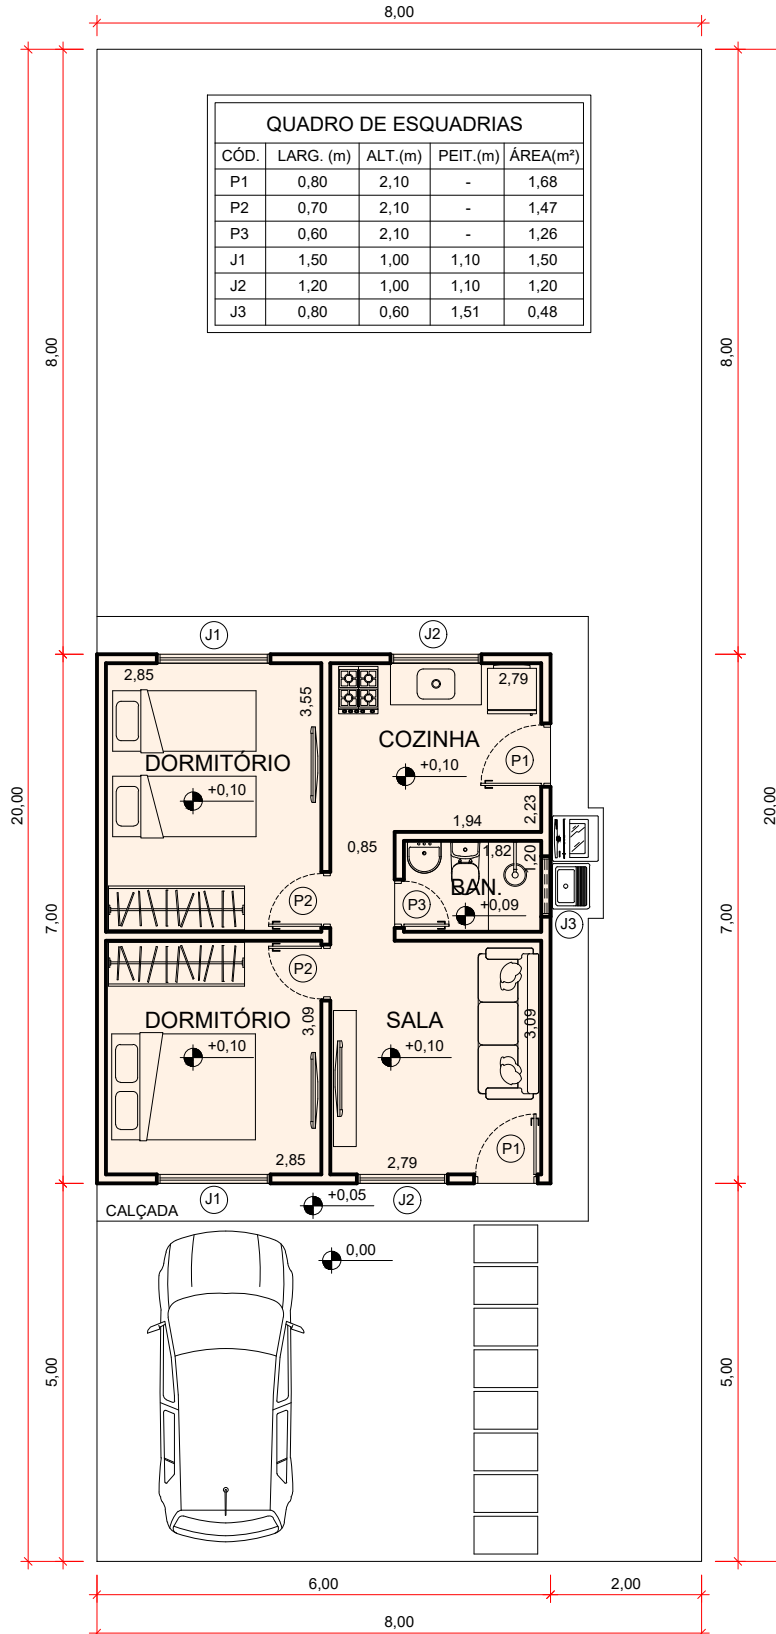 8,00
QUADRO DE ESQUADRIAS
CÓD. LARG. (m) ALT.(m) PEIT.(m) ÁREA(m²)
P1 0,80 2,10 - 1,68
P2 0,70 2,10 - 1,47
P3 0,60 2,10 - 1,26
J1 1,50 1,00 1,10 1,50
J2 1,20 1,00 1,10 1,20
J3 0,80 0,60 1,51 0,48
8,00
8,00
20,00
20,00
J1
J2
2,85
3,55
2,79
DORMITÓRIO
+0,10
COZINHA
+0,10
P1
2,23
1,94
0,85
1,82
1,20
BAN.
+0,09
P2
P3
J3
7,00
7,00
P2
DORMITÓRIO
+0,10
3,09
SALA
+0,10
3,09
P1
2,85
2,79
J1
+0,05
J2
CALÇADA
0,00
5,00
5,00
6,00
2,00
8,00